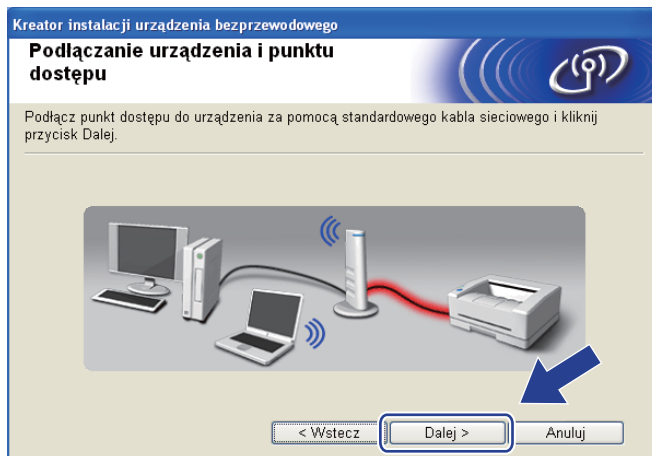 Kreator instalacji urządzenia bezprzewodowego
Podłączanie urządzenia i punktu
dostępu
Podłącz punkt dostępu do urządzenia za pomocą standardowego kabla sieciowego i kliknij
przycisk Dalej.
< Wstecz Dalej > Anuluj